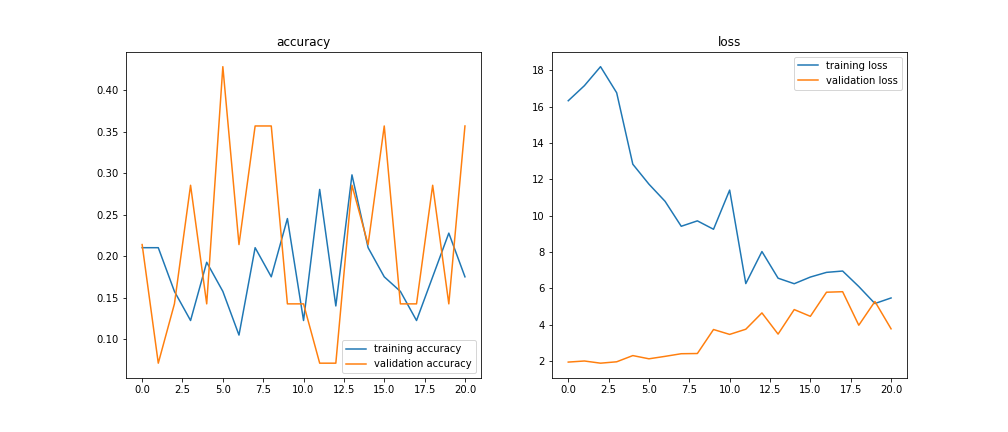 accuracy
0.40
0.35
0.30
0.25
0.20
0.15
0.10
0.0 2.5 5.0 7.5 10.0 12.5 15.0 17.5 20.0
training accuracy
validation accuracy
loss
18
16
14
12
10
8
6
4
2
0.0 2.5 5.0 7.5 10.0 12.5 15.0 17.5 20.0
training loss
validation loss